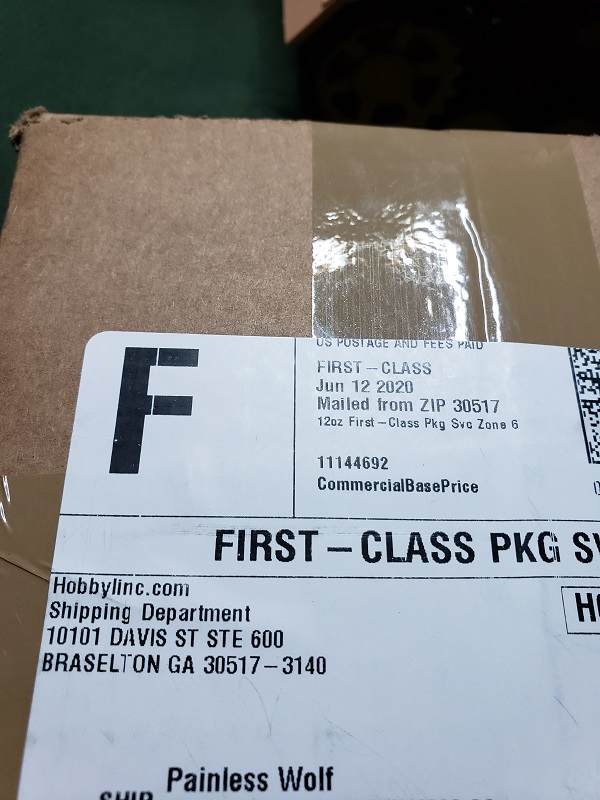 F
US POSTAGE AND FEES PAID
FIRST-CLASS
Jun 12 2020
Mailed from ZIP 30517
12oz First-Class Pkg Svc Zone 6
11144692
CommercialBasePrice
FIRST-CLASS PKG
Hobbylinc.com
Shipping Department
10101 DAVIS ST STE 600
BRASELTON GA 30517-3140
Painless Wolf
SHIP